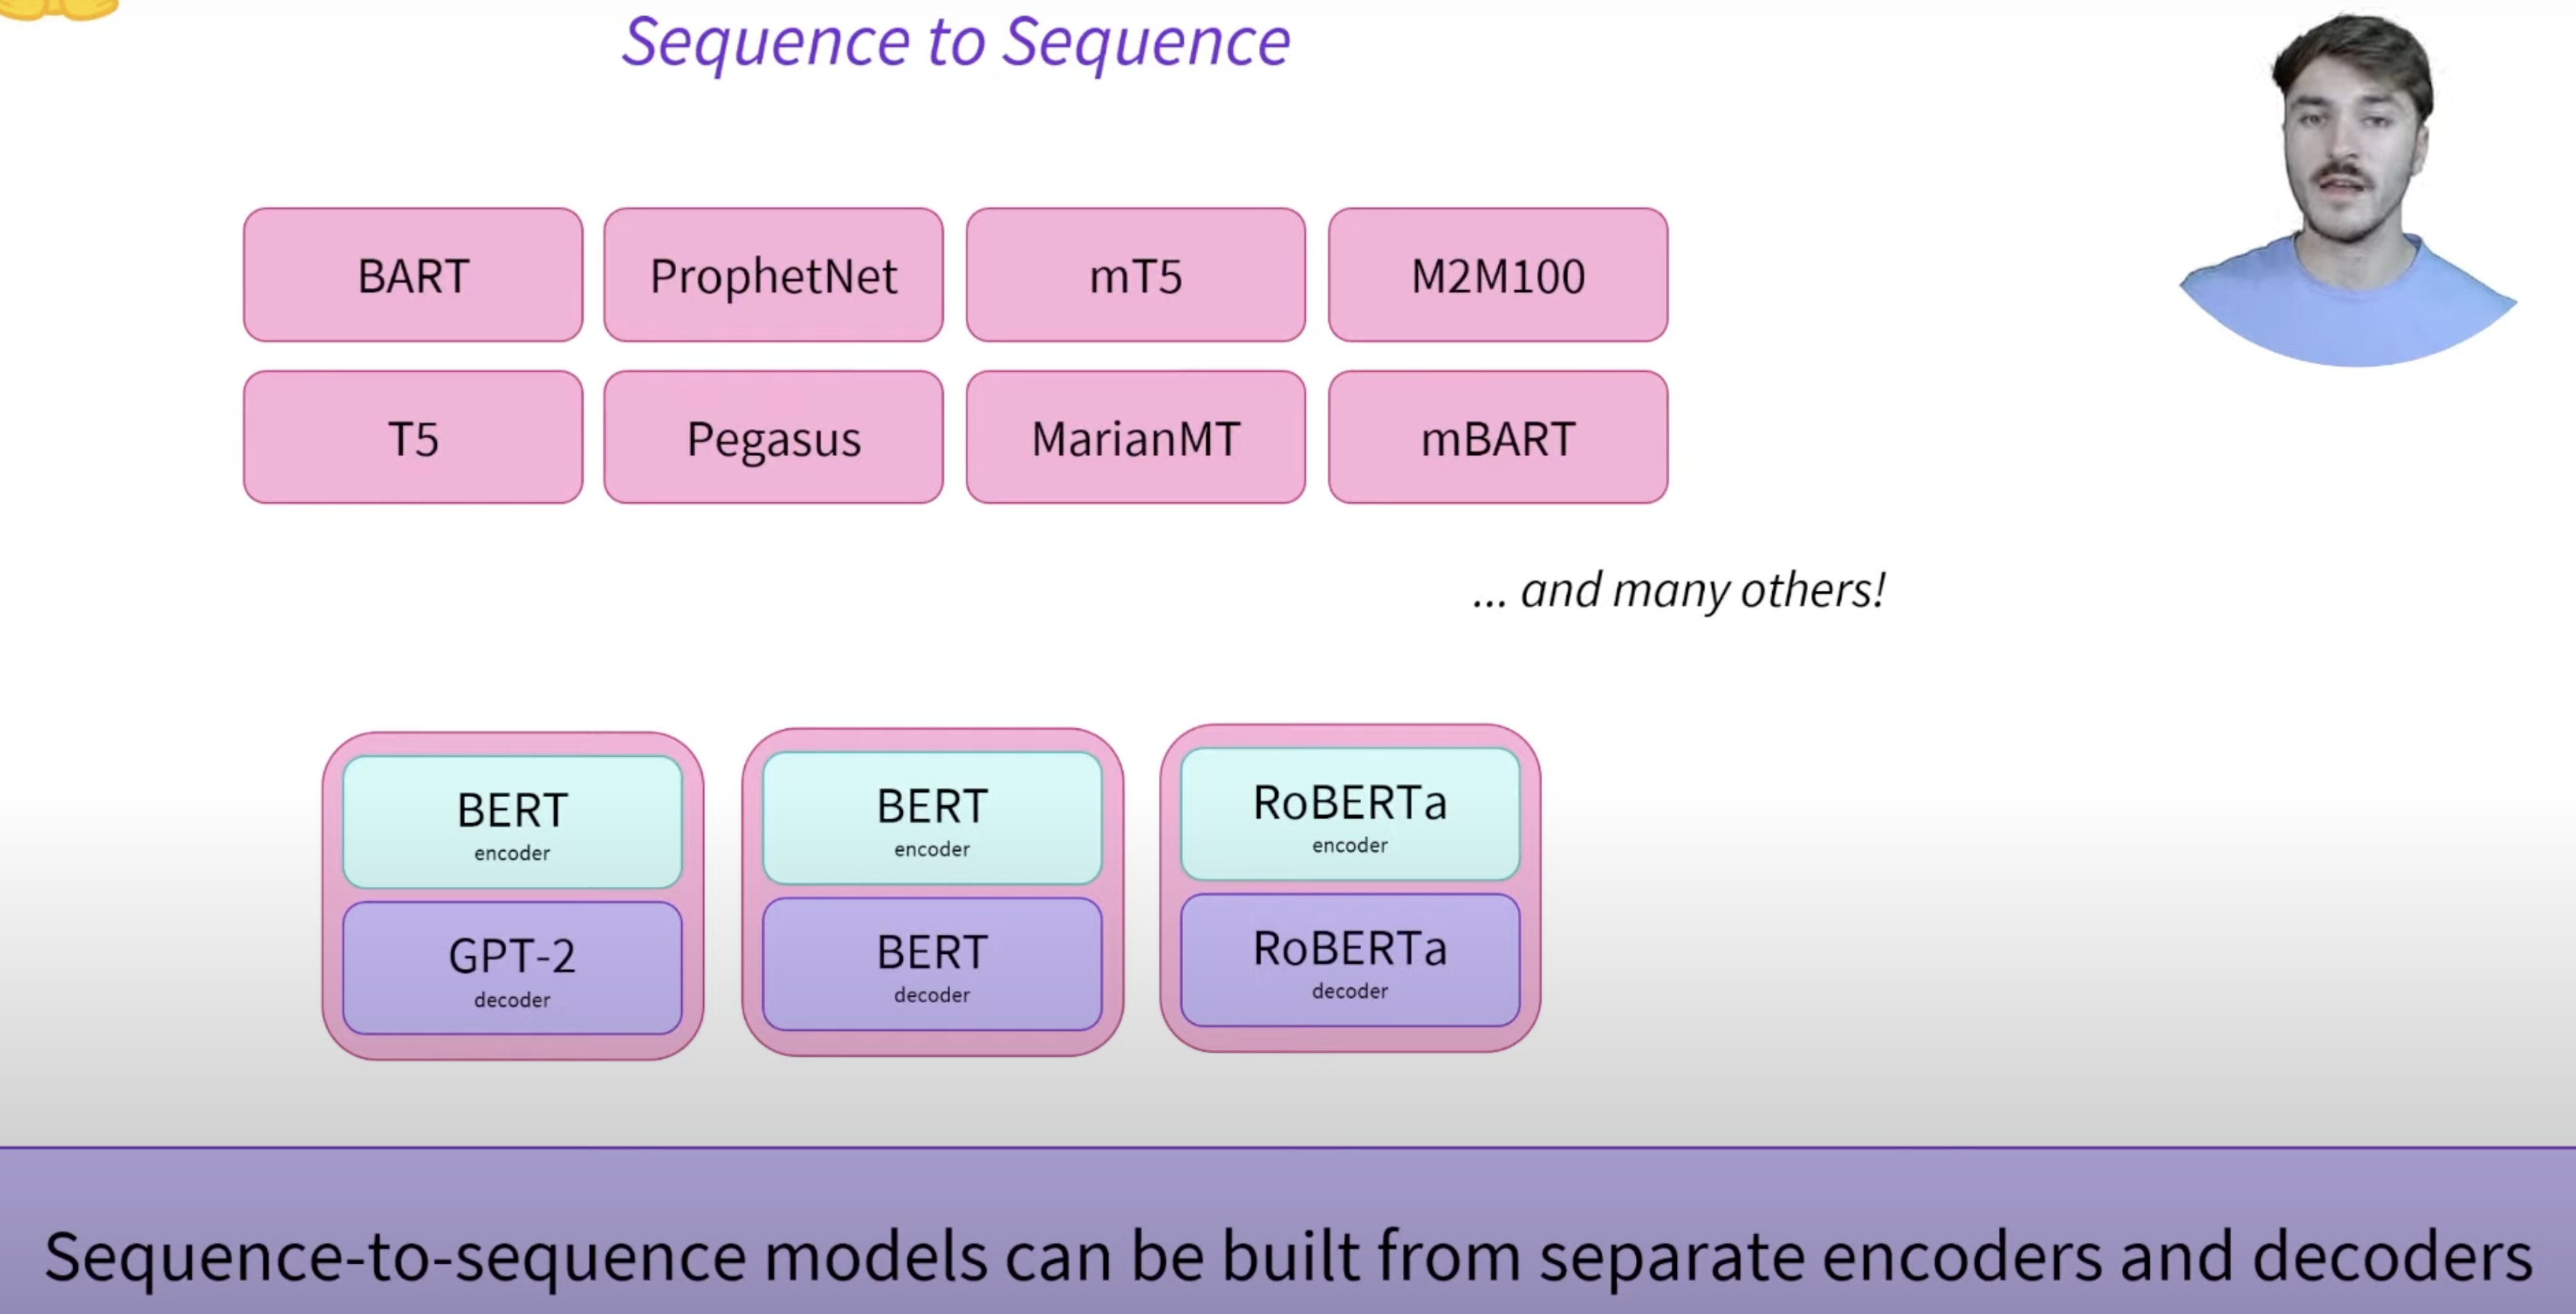 Sequence to Sequence
BART
ProphetNet
mT5
M2M100
T5
Pegasus
MarianMT
mBART
... and many others!
BERT
encoder
GPT-2
decoder
BERT
encoder
BERT
decoder
RoBERTa
encoder
RoBERTa
decoder
Sequence-to-sequence models can be built from separate encoders and decoders